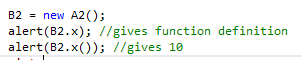 B2 = new A2();
alert(B2.x); //gives function definition
alert(B2.x()); //gives 10